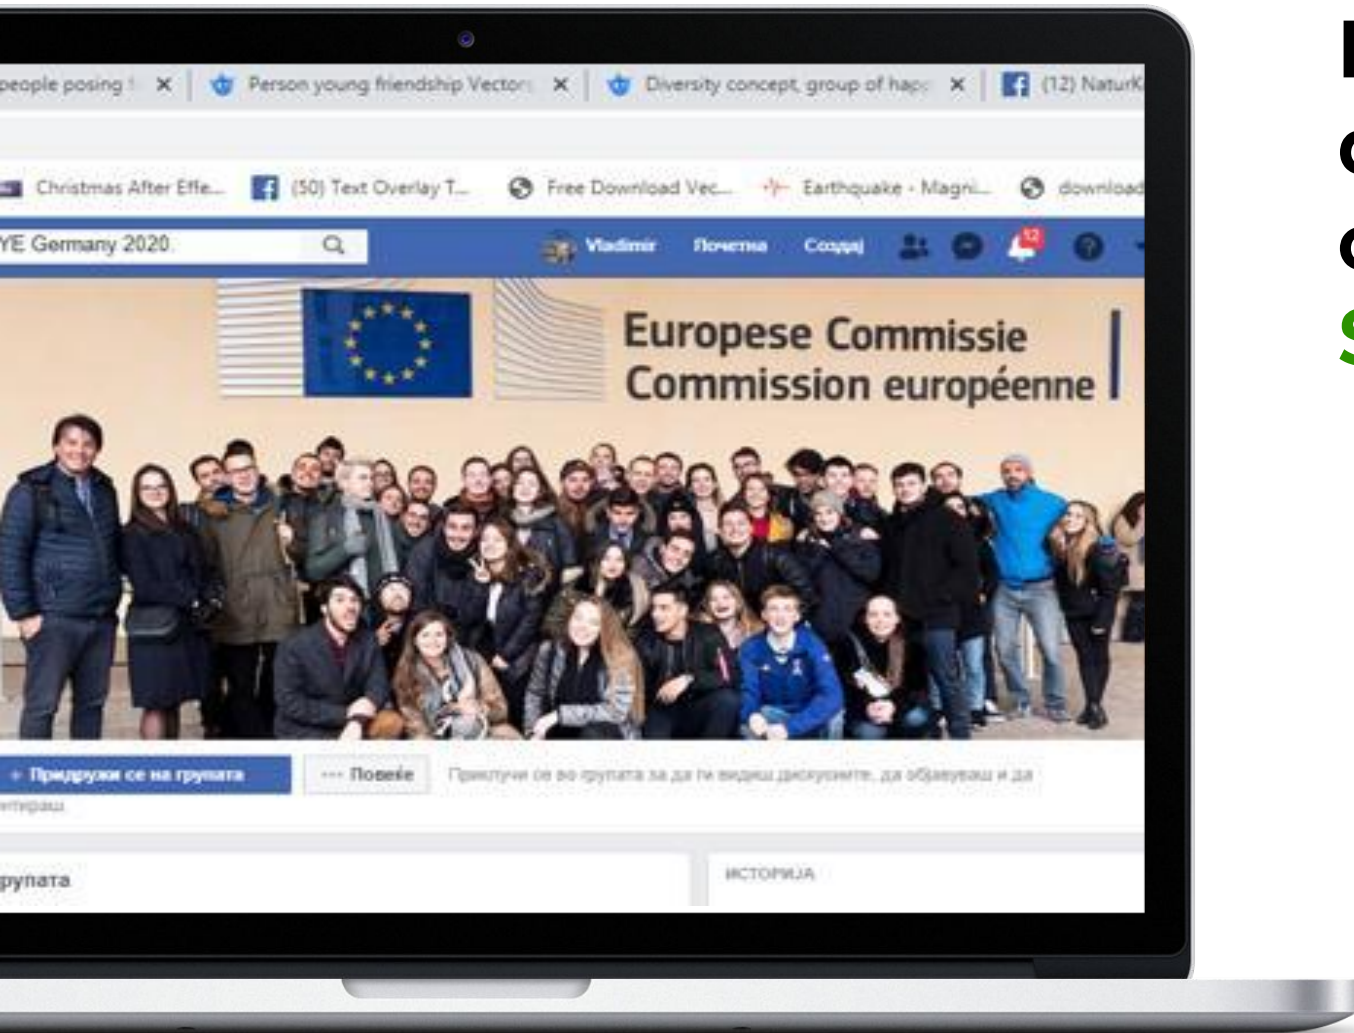 people posing
Person young friendship Vector
Diversity concept, group of hap
(12) NaturK
Christmas After Effe...
(50) Text Overlay T...
Free Download Vec...
Earthquake - Magni...
download
YE Germany 2020.
Vladimir
Почетна
Создај
12
Europese Commissie
Commission européenne
+ Придружи се на групата
... Повеќе
Приклучи се во групата за да ги видиш дискусиите, да објавуваш и да
нтираш.
рупата
ИСТОРИЈА